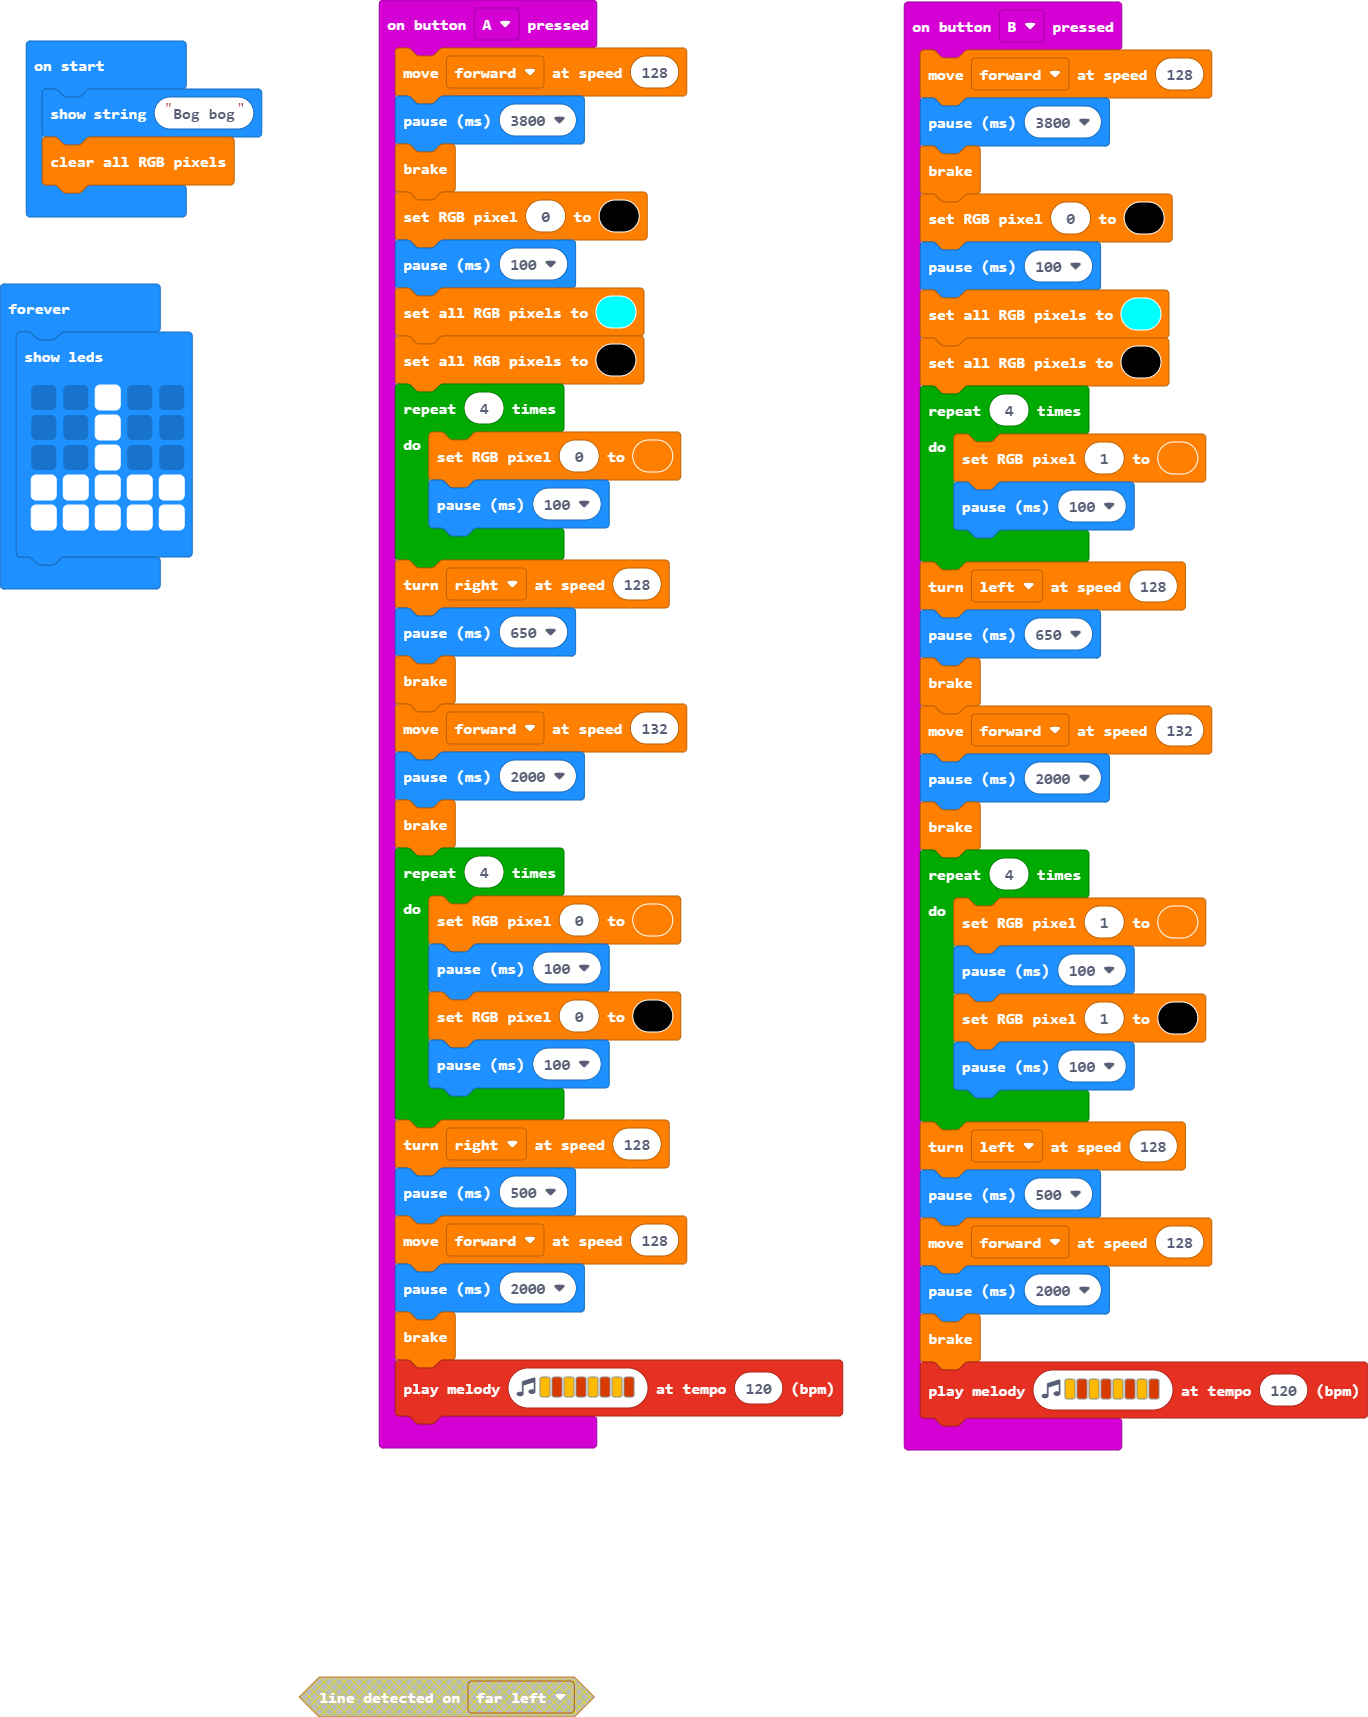 on start
show string "Bog bog"
clear all RGB pixels
forever
show leds
on button A pressed
move forward at speed 128
pause (ms) 3800
brake
set RGB pixel 0 to
pause (ms) 100
set all RGB pixels to
set all RGB pixels to
repeat 4 times
do
set RGB pixel 0 to
pause (ms) 100
turn right at speed 128
pause (ms) 650
brake
move forward at speed 132
pause (ms) 2000
brake
repeat 4 times
do
set RGB pixel 0 to
pause (ms) 100
set RGB pixel 0 to
pause (ms) 100
turn right at speed 128
pause (ms) 500
move forward at speed 128
pause (ms) 2000
brake
play melody at tempo 120 (bpm)
on button B pressed
move forward at speed 128
pause (ms) 3800
brake
set RGB pixel 0 to
pause (ms) 100
set all RGB pixels to
set all RGB pixels to
repeat 4 times
do
set RGB pixel 1 to
pause (ms) 100
turn left at speed 128
pause (ms) 650
brake
move forward at speed 132
pause (ms) 2000
brake
repeat 4 times
do
set RGB pixel 1 to
pause (ms) 100
set RGB pixel 1 to
pause (ms) 100
turn left at speed 128
pause (ms) 500
move forward at speed 128
pause (ms) 2000
brake
play melody at tempo 120 (bpm)
line detected on far left